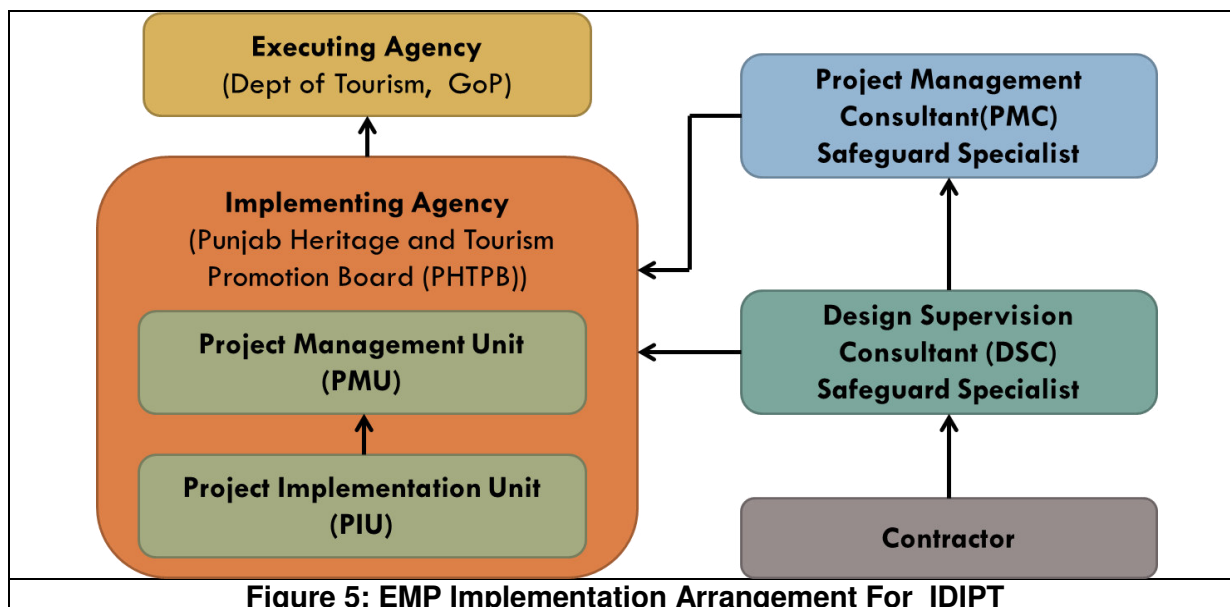 Executing Agency
(Dept of Tourism, GoP)
Implementing Agency
(Punjab Heritage and Tourism
Promotion Board (PHTPB))
Project Management Unit
(PMU)
Project Implementation Unit
(PIU)
Project Management
Consultant(PMC)
Safeguard Specialist
Design Supervision
Consultant (DSC)
Safeguard Specialist
Contractor
Figure 5: EMP Implementation Arrangement For IDIPT